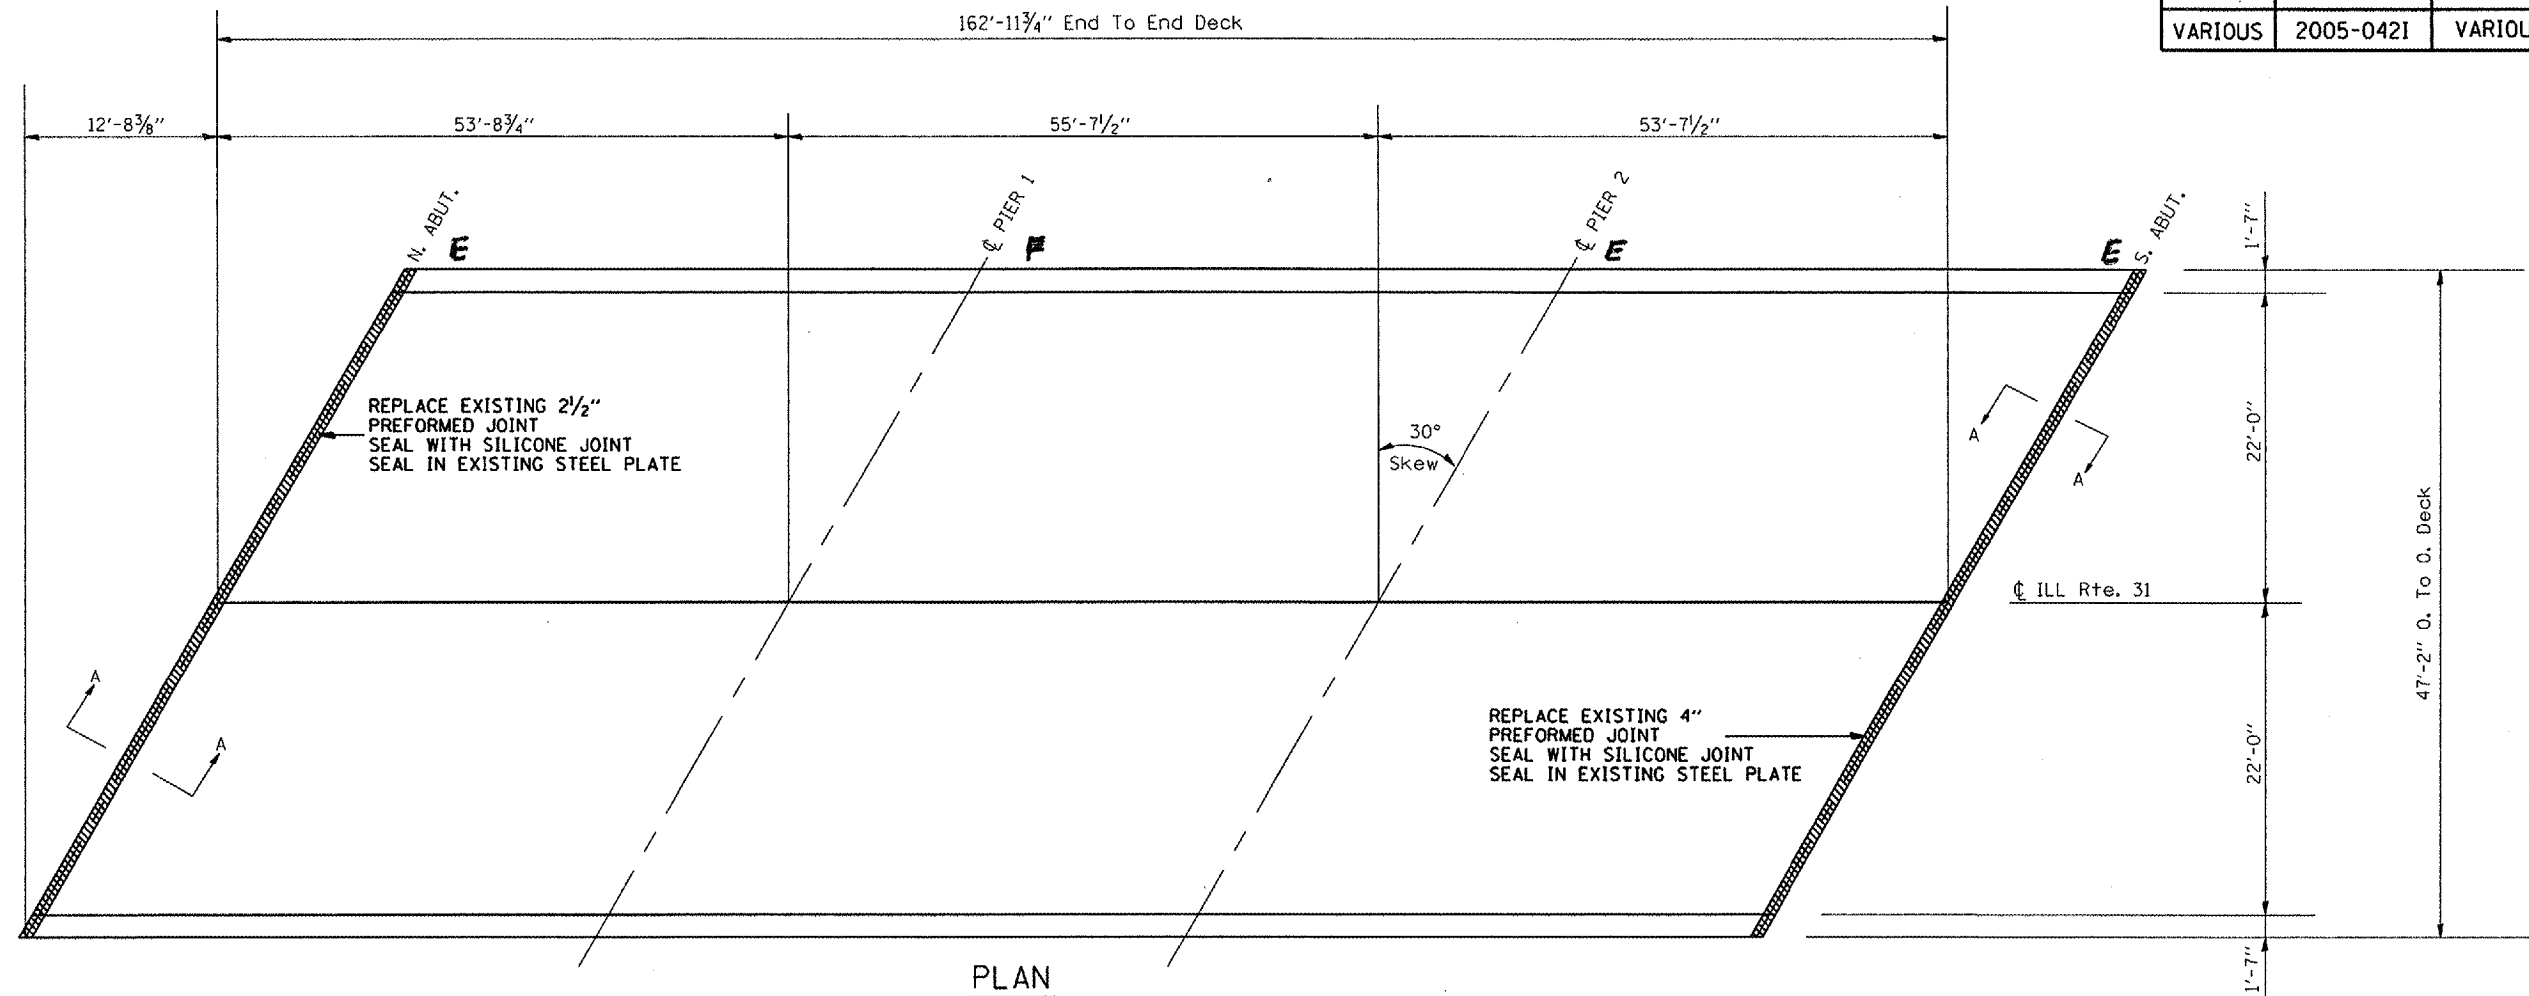 VARIOUS 2005-042I VARIOU
162'-11¾" End To End Deck
12'-8⅜" 53'-8¾" 55'-7½" 53'-7½"
N. ABUT. E
℄ PIER 1 F
℄ PIER 2 E
E S. ABUT.
1'-7"
REPLACE EXISTING 2½"
PREFORMED JOINT
SEAL WITH SILICONE JOINT
SEAL IN EXISTING STEEL PLATE
30°
Skew
A
A
22'-0"
47'-2" O. To O. Deck
℄ ILL Rte. 31
A
A
REPLACE EXISTING 4"
PREFORMED JOINT
SEAL WITH SILICONE JOINT
SEAL IN EXISTING STEEL PLATE
22'-0"
1'-7"
PLAN